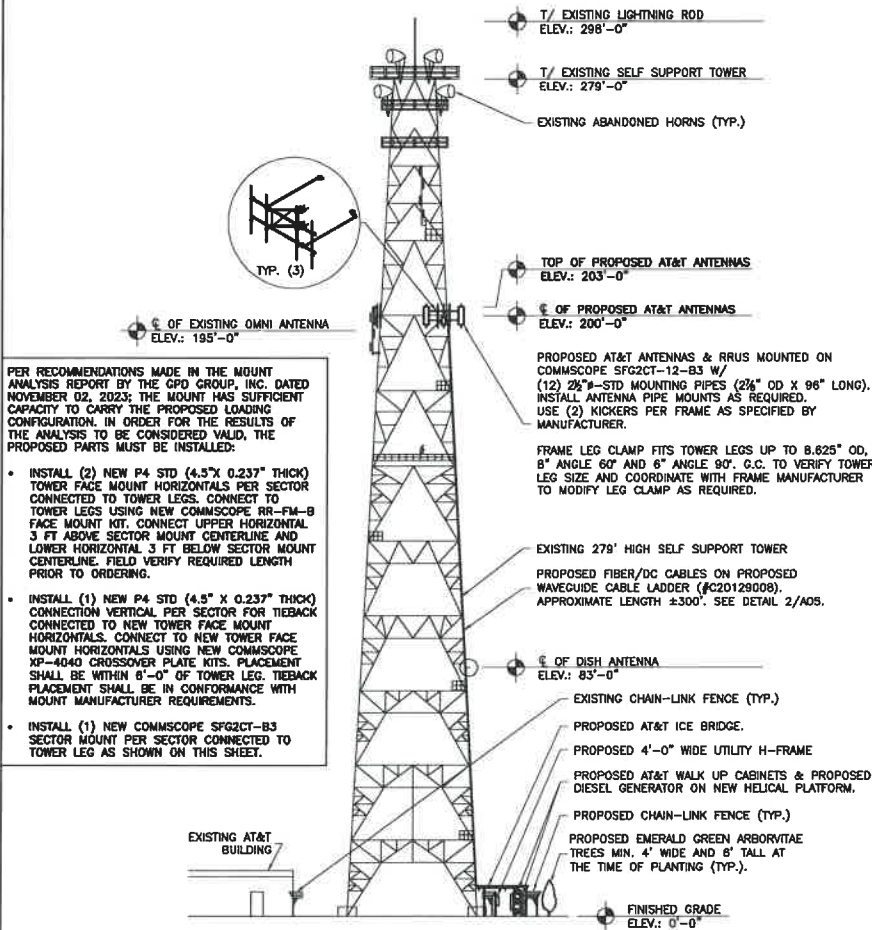 T/ EXISTING LIGHTNING ROD
ELEV.: 298'-0"
T/ EXISTING SELF SUPPORT TOWER
ELEV.: 279'-0"
EXISTING ABANDONED HORNS (TYP.)
TYP. (3)
TOP OF PROPOSED AT&T ANTENNAS
ELEV.: 203'-0"
℄ OF PROPOSED AT&T ANTENNAS
ELEV.: 200'-0"
℄ OF EXISTING OMNI ANTENNA
ELEV.: 195'-0"
PROPOSED AT&T ANTENNAS & RRUS MOUNTED ON
COMMSCOPE SFG2CT-12-B3 W/
(12) 2⅜"ø-STD MOUNTING PIPES (2⅞" OD X 96" LONG).
INSTALL ANTENNA PIPE MOUNTS AS REQUIRED.
USE (2) KICKERS PER FRAME AS SPECIFIED BY
MANUFACTURER.
FRAME LEG CLAMP FITS TOWER LEGS UP TO 8.625" OD,
8" ANGLE 60° AND 6" ANGLE 90°. G.C. TO VERIFY TOWER
LEG SIZE AND COORDINATE WITH FRAME MANUFACTURER
TO MODIFY LEG CLAMP AS REQUIRED.
PER RECOMMENDATIONS MADE IN THE MOUNT
ANALYSIS REPORT BY THE GPD GROUP, INC. DATED
NOVEMBER 02, 2023; THE MOUNT HAS SUFFICIENT
CAPACITY TO CARRY THE PROPOSED LOADING
CONFIGURATION. IN ORDER FOR THE RESULTS OF
THE ANALYSIS TO BE CONSIDERED VALID, THE
PROPOSED PARTS MUST BE INSTALLED:
• INSTALL (2) NEW P4 STD (4.5"X 0.237" THICK)
TOWER FACE MOUNT HORIZONTALS PER SECTOR
CONNECTED TO TOWER LEGS. CONNECT TO
TOWER LEGS USING NEW COMMSCOPE RR-FM-B
FACE MOUNT KIT. CONNECT UPPER HORIZONTAL
3 FT ABOVE SECTOR MOUNT CENTERLINE AND
LOWER HORIZONTAL 3 FT BELOW SECTOR MOUNT
CENTERLINE. FIELD VERIFY REQUIRED LENGTH
PRIOR TO ORDERING.
• INSTALL (1) NEW P4 STD (4.5" X 0.237" THICK)
CONNECTION VERTICAL PER SECTOR FOR TIEBACK
CONNECTED TO NEW TOWER FACE MOUNT
HORIZONTALS. CONNECT TO NEW TOWER FACE
MOUNT HORIZONTALS USING NEW COMMSCOPE
XP-4040 CROSSOVER PLATE KITS. PLACEMENT
SHALL BE WITHIN 6'-0" OF TOWER LEG. TIEBACK
PLACEMENT SHALL BE IN CONFORMANCE WITH
MOUNT MANUFACTURER REQUIREMENTS.
• INSTALL (1) NEW COMMSCOPE SFG2CT-B3
SECTOR MOUNT PER SECTOR CONNECTED TO
TOWER LEG AS SHOWN ON THIS SHEET.
EXISTING 279' HIGH SELF SUPPORT TOWER
PROPOSED FIBER/DC CABLES ON PROPOSED
WAVEGUIDE CABLE LADDER (#C20129008).
APPROXIMATE LENGTH ±300'. SEE DETAIL 2/A05.
℄ OF DISH ANTENNA
ELEV.: 83'-0"
EXISTING CHAIN-LINK FENCE (TYP.)
PROPOSED AT&T ICE BRIDGE.
PROPOSED 4'-0" WIDE UTILITY H-FRAME
PROPOSED AT&T WALK UP CABINETS & PROPOSED
DIESEL GENERATOR ON NEW HELICAL PLATFORM.
PROPOSED CHAIN-LINK FENCE (TYP.)
PROPOSED EMERALD GREEN ARBORVITAE
TREES MIN. 4' WIDE AND 6' TALL AT
THE TIME OF PLANTING (TYP.).
EXISTING AT&T
BUILDING
FINISHED GRADE
ELEV.: 0'-0"